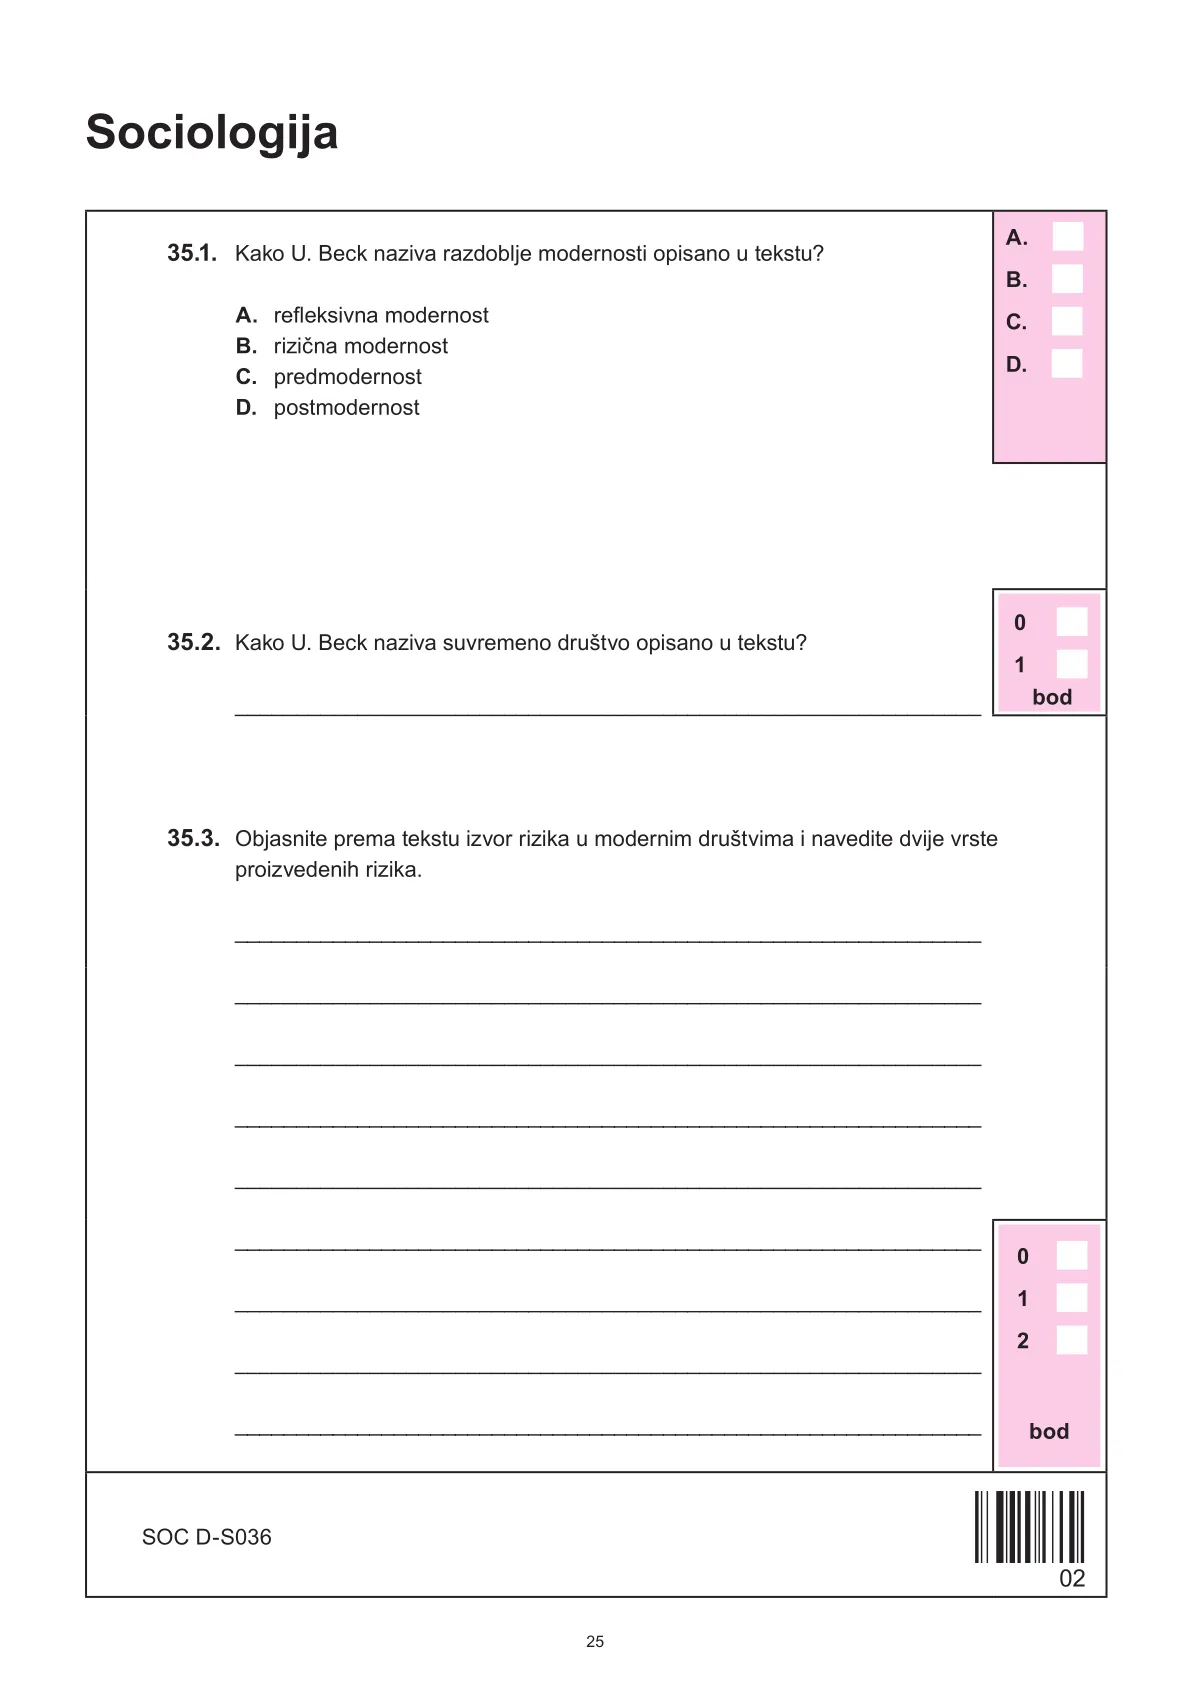 Sociologija
35.1. Kako U. Beck naziva razdoblje modernosti opisano u tekstu?
A. refleksivna modernost
B. rizična modernost
C. predmodernost
D. postmodernost
A.
B.
C.
D.
35.2. Kako U. Beck naziva suvremeno društvo opisano u tekstu?
0
1
bod
35.3. Objasnite prema tekstu izvor rizika u modernim društvima i navedite dvije vrste
proizvedenih rizika.
0
1
2
bod
SOC D-S036
02
25